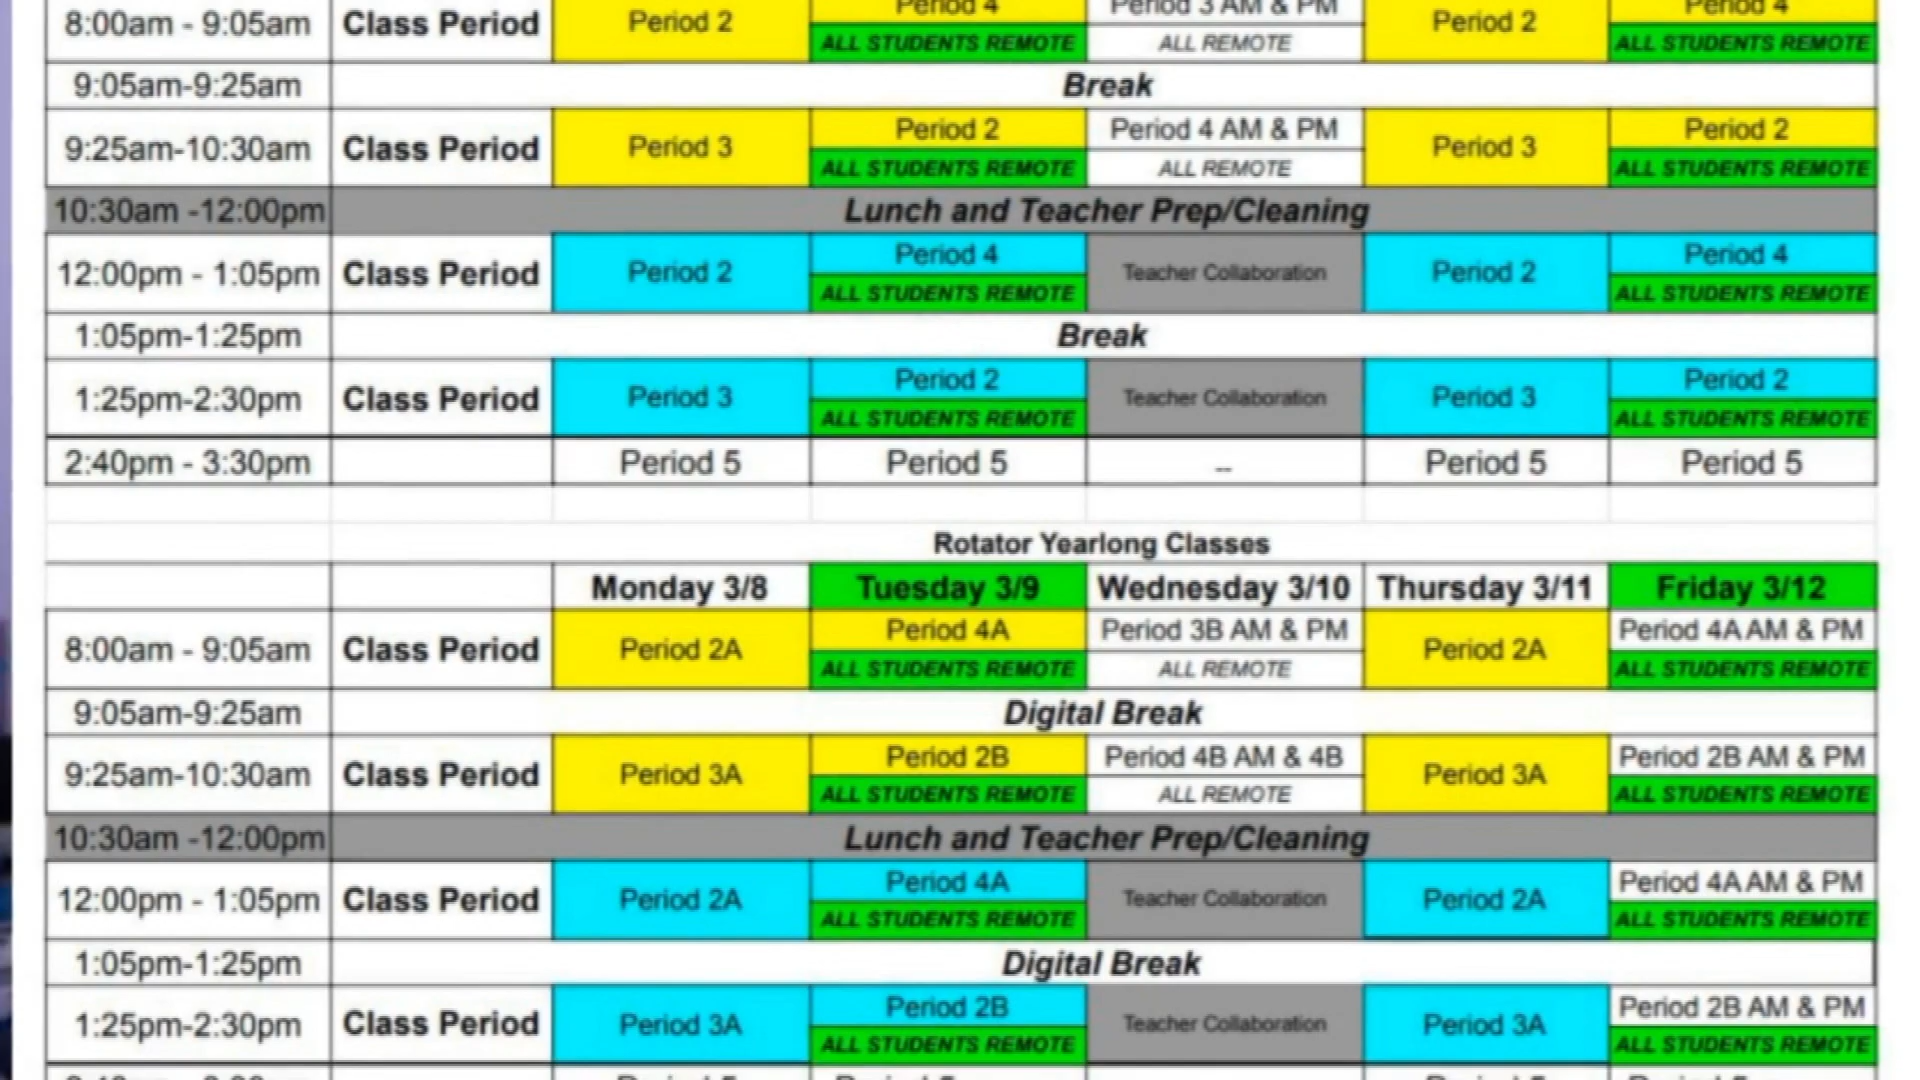 8:00am - 9:05am Class Period Period 2 Period 4 Period 3 AM & PM Period 2 Period 4
ALL STUDENTS REMOTE ALL REMOTE ALL STUDENTS REMOTE
9:05am-9:25am Break
9:25am-10:30am Class Period Period 3 Period 2 Period 4 AM & PM Period 3 Period 2
ALL STUDENTS REMOTE ALL REMOTE ALL STUDENTS REMOTE
10:30am -12:00pm Lunch and Teacher Prep/Cleaning
12:00pm - 1:05pm Class Period Period 2 Period 4 Teacher Collaboration Period 2 Period 4
ALL STUDENTS REMOTE ALL STUDENTS REMOTE
1:05pm-1:25pm Break
1:25pm-2:30pm Class Period Period 3 Period 2 Teacher Collaboration Period 3 Period 2
ALL STUDENTS REMOTE ALL STUDENTS REMOTE
2:40pm - 3:30pm Period 5 Period 5 -- Period 5 Period 5
Rotator Yearlong Classes
Monday 3/8 Tuesday 3/9 Wednesday 3/10 Thursday 3/11 Friday 3/12
8:00am - 9:05am Class Period Period 2A Period 4A Period 3B AM & PM Period 2A Period 4A AM & PM
ALL STUDENTS REMOTE ALL REMOTE ALL STUDENTS REMOTE
9:05am-9:25am Digital Break
9:25am-10:30am Class Period Period 3A Period 2B Period 4B AM & 4B Period 3A Period 2B AM & PM
ALL STUDENTS REMOTE ALL REMOTE ALL STUDENTS REMOTE
10:30am -12:00pm Lunch and Teacher Prep/Cleaning
12:00pm - 1:05pm Class Period Period 2A Period 4A Teacher Collaboration Period 2A Period 4A AM & PM
ALL STUDENTS REMOTE ALL STUDENTS REMOTE
1:05pm-1:25pm Digital Break
1:25pm-2:30pm Class Period Period 3A Period 2B Teacher Collaboration Period 3A Period 2B AM & PM
ALL STUDENTS REMOTE ALL STUDENTS REMOTE